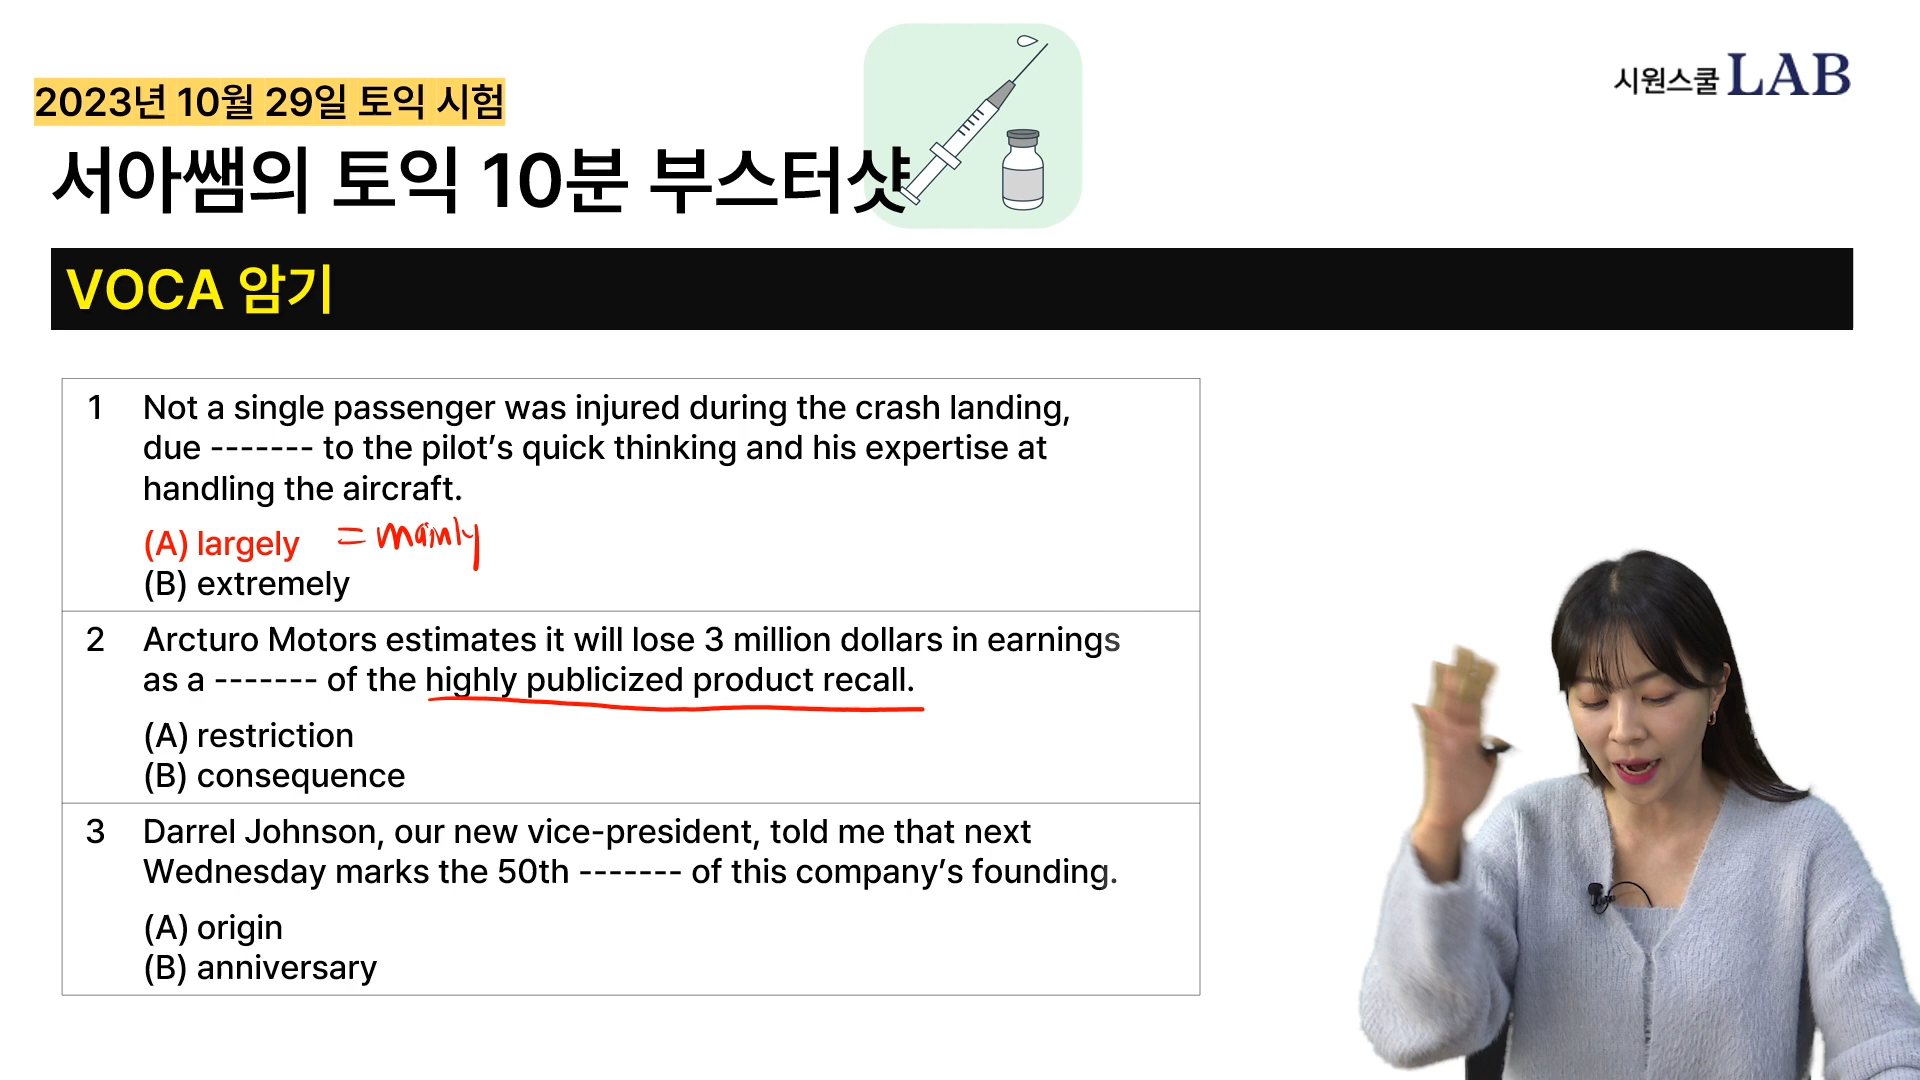 2023년 10월 29일 토익 시험
시원스쿨 LAB
서아쌤의 토익 10분 부스터샷
VOCA 암기
1 Not a single passenger was injured during the crash landing,
due ------- to the pilot’s quick thinking and his expertise at
handling the aircraft.
(A) largely = mainly
(B) extremely
2 Arcturo Motors estimates it will lose 3 million dollars in earnings
as a ------- of the highly publicized product recall.
(A) restriction
(B) consequence
3 Darrel Johnson, our new vice-president, told me that next
Wednesday marks the 50th ------- of this company’s founding.
(A) origin
(B) anniversary